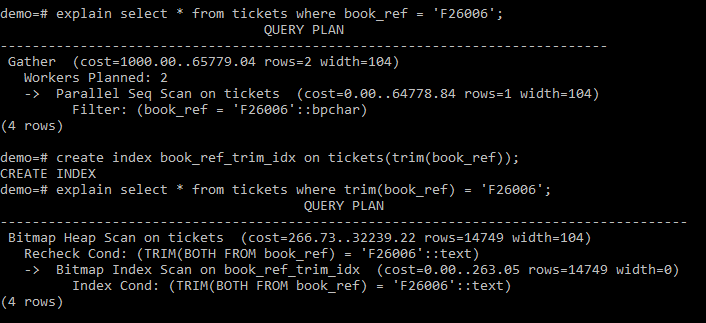 demo=# explain select * from tickets where book_ref = 'F26006';
QUERY PLAN
-----------------------------------------------------------------------------
Gather  (cost=1000.00..65779.04 rows=2 width=104)
Workers Planned: 2
->  Parallel Seq Scan on tickets  (cost=0.00..64778.84 rows=1 width=104)
Filter: (book_ref = 'F26006'::bpchar)
(4 rows)
demo=# create index book_ref_trim_idx on tickets(trim(book_ref));
CREATE INDEX
demo=# explain select * from tickets where trim(book_ref) = 'F26006';
QUERY PLAN
---------------------------------------------------------------------------------------
Bitmap Heap Scan on tickets  (cost=266.73..32239.22 rows=14749 width=104)
Recheck Cond: (TRIM(BOTH FROM book_ref) = 'F26006'::text)
->  Bitmap Index Scan on book_ref_trim_idx  (cost=0.00..263.05 rows=14749 width=0)
Index Cond: (TRIM(BOTH FROM book_ref) = 'F26006'::text)
(4 rows)